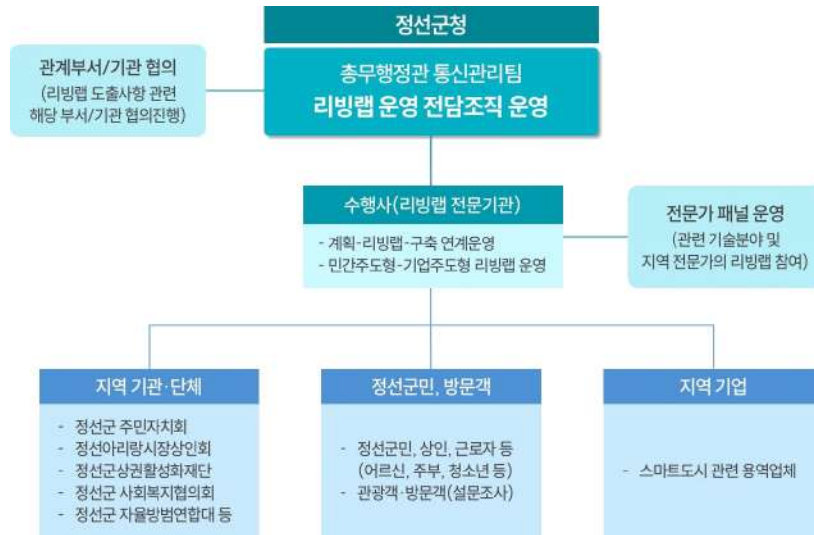 정선군청
관계부서/기관 협의
(리빙랩 도출사항 관련
해당 부서/기관 협의진행)
총무행정관 통신관리팀
리빙랩 운영 전담조직 운영
수행사(리빙랩 전문기관)
- 계획-리빙랩-구축 연계운영
- 민간주도형-기업주도형 리빙랩 운영
전문가 패널 운영
(관련 기술분야 및
지역 전문가의 리빙랩 참여)
지역 기관·단체
- 정선군 주민자치회
- 정선아리랑시장상인회
- 정선군상권활성화재단
- 정선군 사회복지협의회
- 정선군 자율방범연합대 등
정선군민, 방문객
- 정선군민, 상인, 근로자 등
(어르신, 주부, 청소년 등)
- 관광객·방문객(설문조사)
지역 기업
- 스마트도시 관련 용역업체